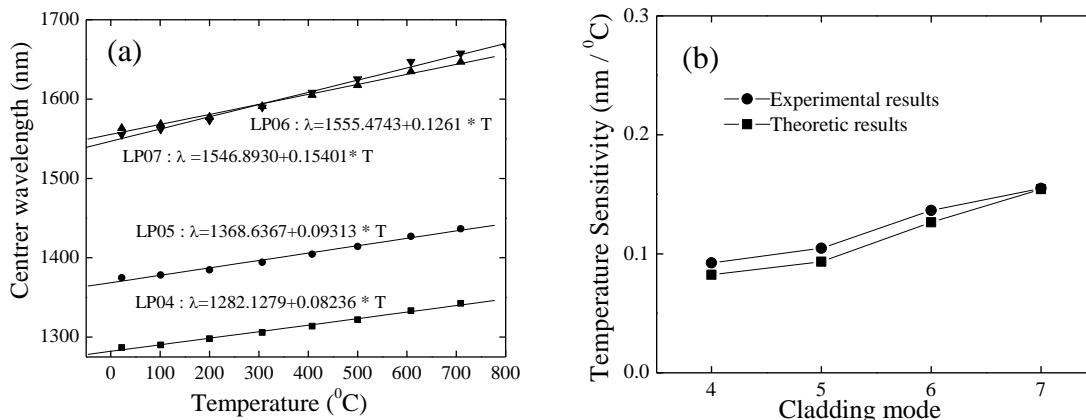 (a)
1700
1600
1500
1400
1300
Centrer wavelength (nm)
LP06 : λ=1555.4743+0.1261 * T
LP07 : λ =1546.8930+0.15401* T
LP05 : λ=1368.6367+0.09313 * T
LP04 : λ=1282.1279+0.08236 * T
0 100 200 300 400 500 600 700 800
Temperature (⁰C)
(b)
0.3
0.2
0.1
0.0
Temperature Sensitivity (nm / ⁰C)
Experimental results
Theoretic results
4 5 6 7
Cladding mode